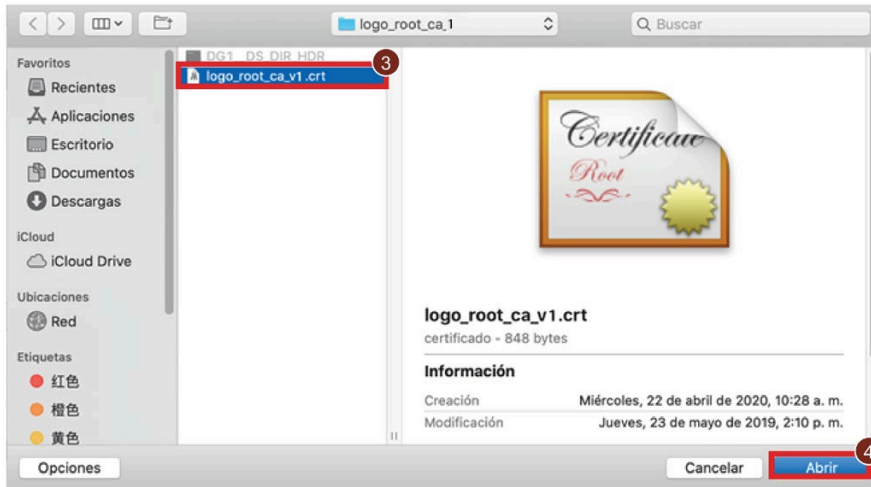 logo_root_ca_1
Buscar
Favoritos
Recientes
Aplicaciones
Escritorio
Documentos
Descargas
iCloud
iCloud Drive
Ubicaciones
Red
Etiquetas
红色
橙色
黄色
DG1__DS_DIR_HDR
logo_root_ca_v1.crt
3
Certificate
Root
logo_root_ca_v1.crt
certificado - 848 bytes
Información
Creación Miércoles, 22 de abril de 2020, 10:28 a. m.
Modificación Jueves, 23 de mayo de 2019, 2:10 p. m.
Opciones
Cancelar
Abrir
4